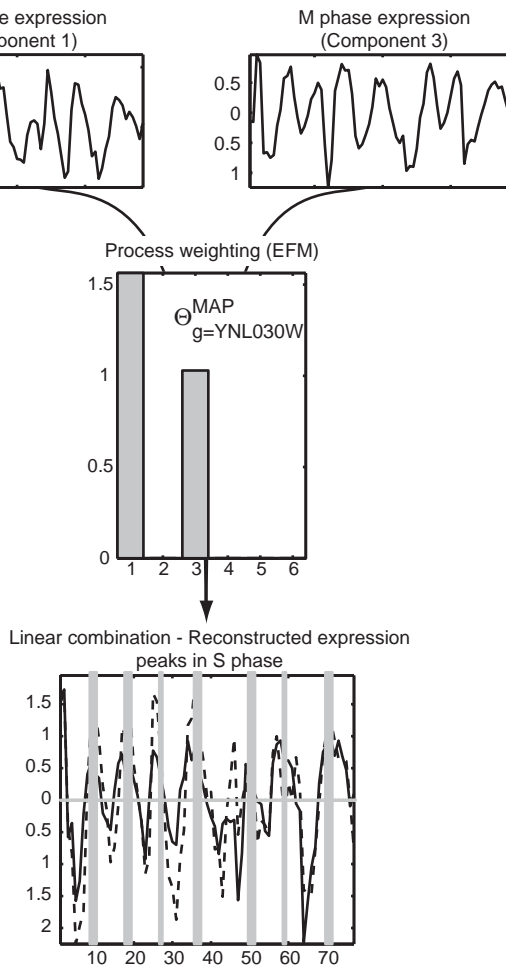 e expression
onent 1)
M phase expression
(Component 3)
0.5
0
0.5
1
Process weighting (EFM)
1.5
1
0.5
0
Θ MAP
g=YNL030W
1 2 3 4 5 6
Linear combination - Reconstructed expression
peaks in S phase
1.5
1
0.5
0
0.5
1
1.5
2
10 20 30 40 50 60 70